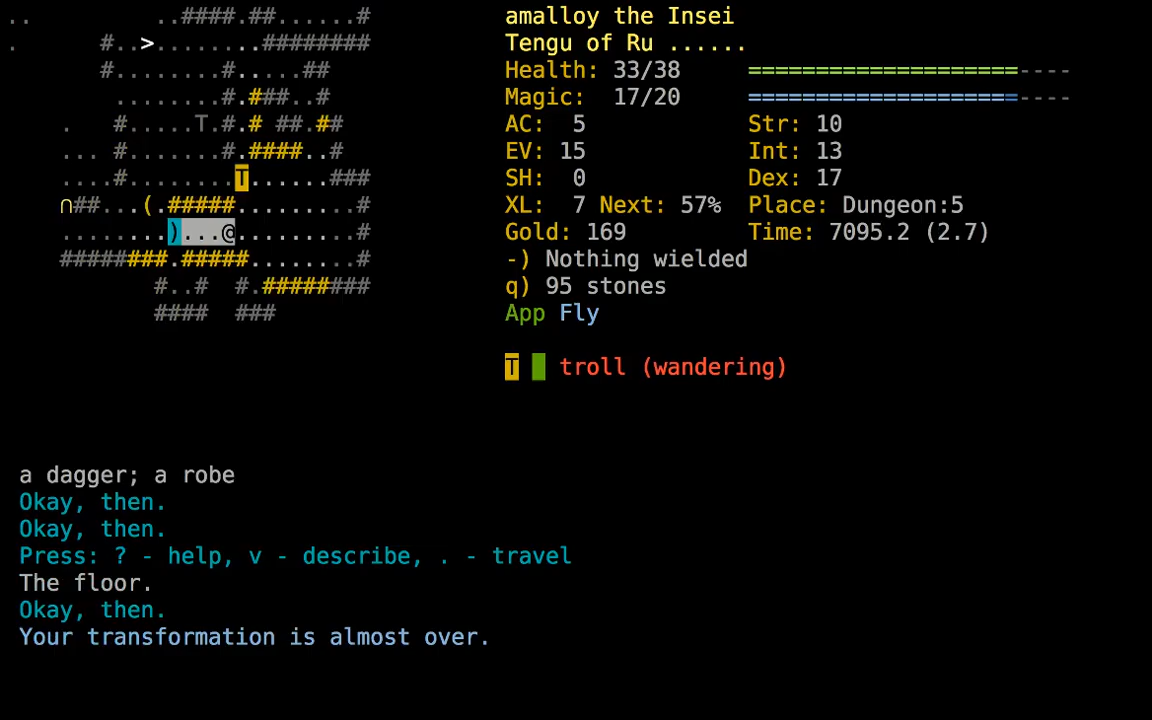 ..          ..####.##......#
.      #..>........########
       #........#.....##
        ........#.###..#
    .   #.....T.#.# ##.##
    ... #.......#.####..#
    ....#........T......###
    ∩##...(.#####.........#
    ........)...@.........#
    ########.#####........#
           #..# #.########
           ####  ###
amalloy the Insei
Tengu of Ru ......
Health: 33/38 ====================----
Magic:  17/20 ====================----
AC:  5 Str: 10
EV: 15 Int: 13
SH:  0 Dex: 17
XL:  7 Next: 57% Place: Dungeon:5
Gold: 169 Time: 7095.2 (2.7)
-) Nothing wielded
q) 95 stones
App Fly
T troll (wandering)
a dagger; a robe
Okay, then.
Okay, then.
Press: ? - help, v - describe, . - travel
The floor.
Okay, then.
Your transformation is almost over.